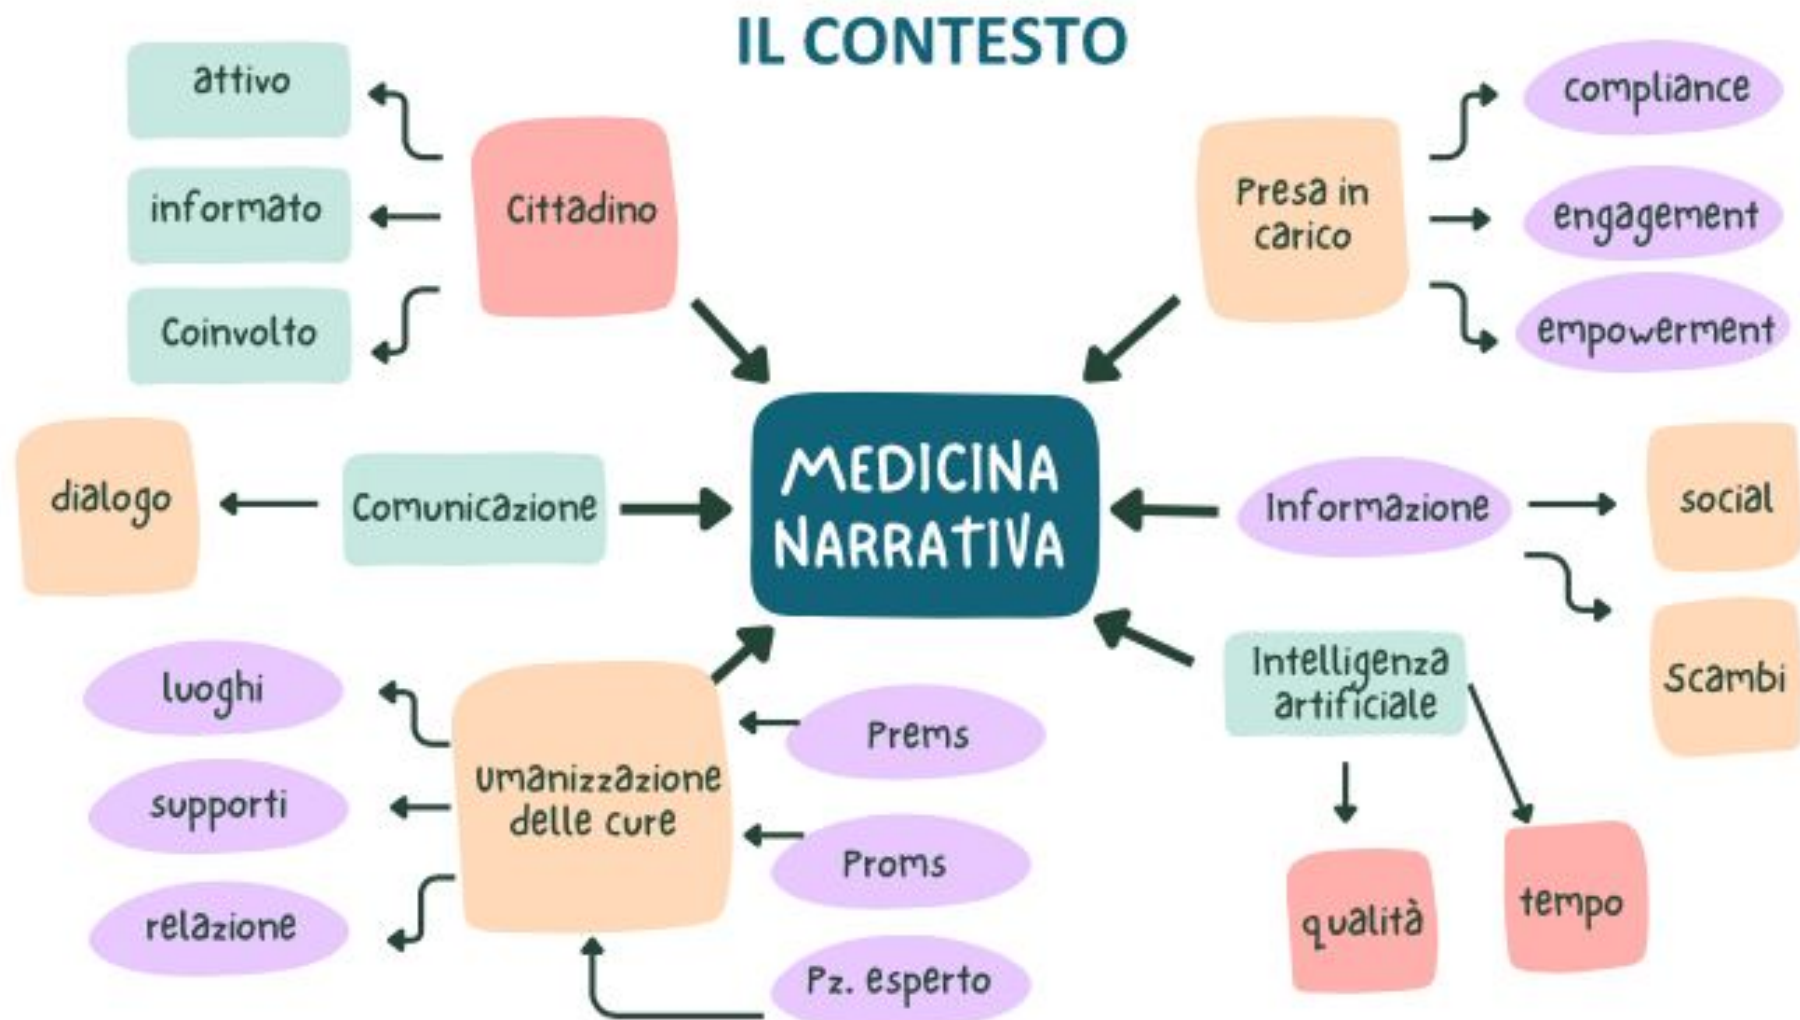 IL CONTESTO
attivo
informato
Coinvolto
Cittadino
Presa in
carico
compliance
engagement
empowerment
dialogo
Comunicazione
MEDICINA
NARRATIVA
Informazione
social
Scambi
luoghi
supporti
relazione
umanizzazione
delle cure
Prems
Proms
Pz. esperto
Intelligenza
artificiale
qualità
tempo